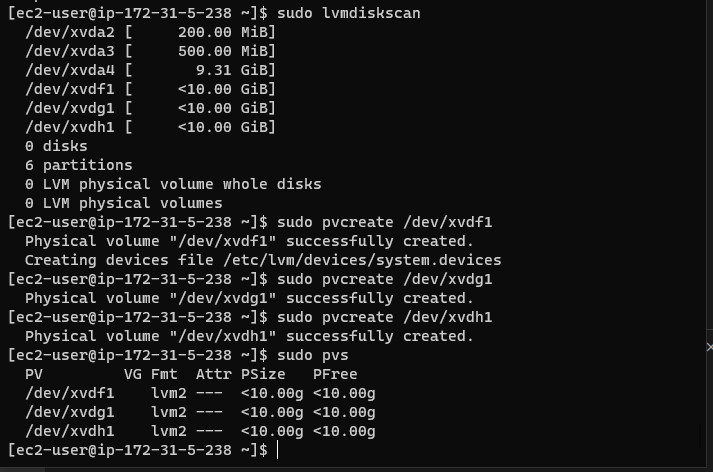 [ec2-user@ip-172-31-5-238 ~]$ sudo lvmdiskscan
  /dev/xvda2 [     200.00 MiB]
  /dev/xvda3 [     500.00 MiB]
  /dev/xvda4 [       9.31 GiB]
  /dev/xvdf1 [     <10.00 GiB]
  /dev/xvdg1 [     <10.00 GiB]
  /dev/xvdh1 [     <10.00 GiB]
  0 disks
  6 partitions
  0 LVM physical volume whole disks
  0 LVM physical volumes
[ec2-user@ip-172-31-5-238 ~]$ sudo pvcreate /dev/xvdf1
  Physical volume "/dev/xvdf1" successfully created.
  Creating devices file /etc/lvm/devices/system.devices
[ec2-user@ip-172-31-5-238 ~]$ sudo pvcreate /dev/xvdg1
  Physical volume "/dev/xvdg1" successfully created.
[ec2-user@ip-172-31-5-238 ~]$ sudo pvcreate /dev/xvdh1
  Physical volume "/dev/xvdh1" successfully created.
[ec2-user@ip-172-31-5-238 ~]$ sudo pvs
  PV         VG Fmt  Attr PSize   PFree
  /dev/xvdf1    lvm2 ---  <10.00g <10.00g
  /dev/xvdg1    lvm2 ---  <10.00g <10.00g
  /dev/xvdh1    lvm2 ---  <10.00g <10.00g
[ec2-user@ip-172-31-5-238 ~]$